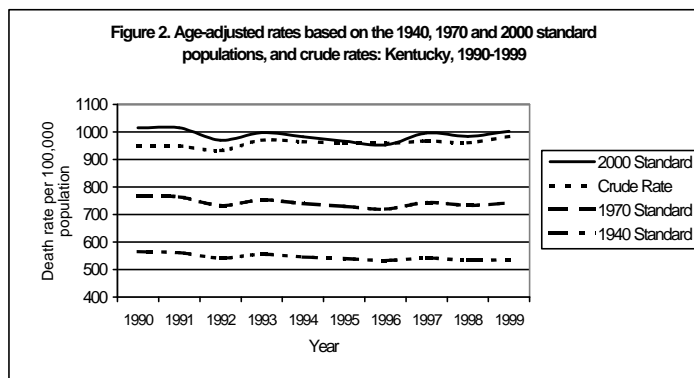 Figure 2. Age-adjusted rates based on the 1940, 1970 and 2000 standard
populations, and crude rates: Kentucky, 1990-1999
1100
1000
900
800
700
600
500
400
Death rate per 100,000
population
1990 1991 1992 1993 1994 1995 1996 1997 1998 1999
Year
2000 Standard
Crude Rate
1970 Standard
1940 Standard